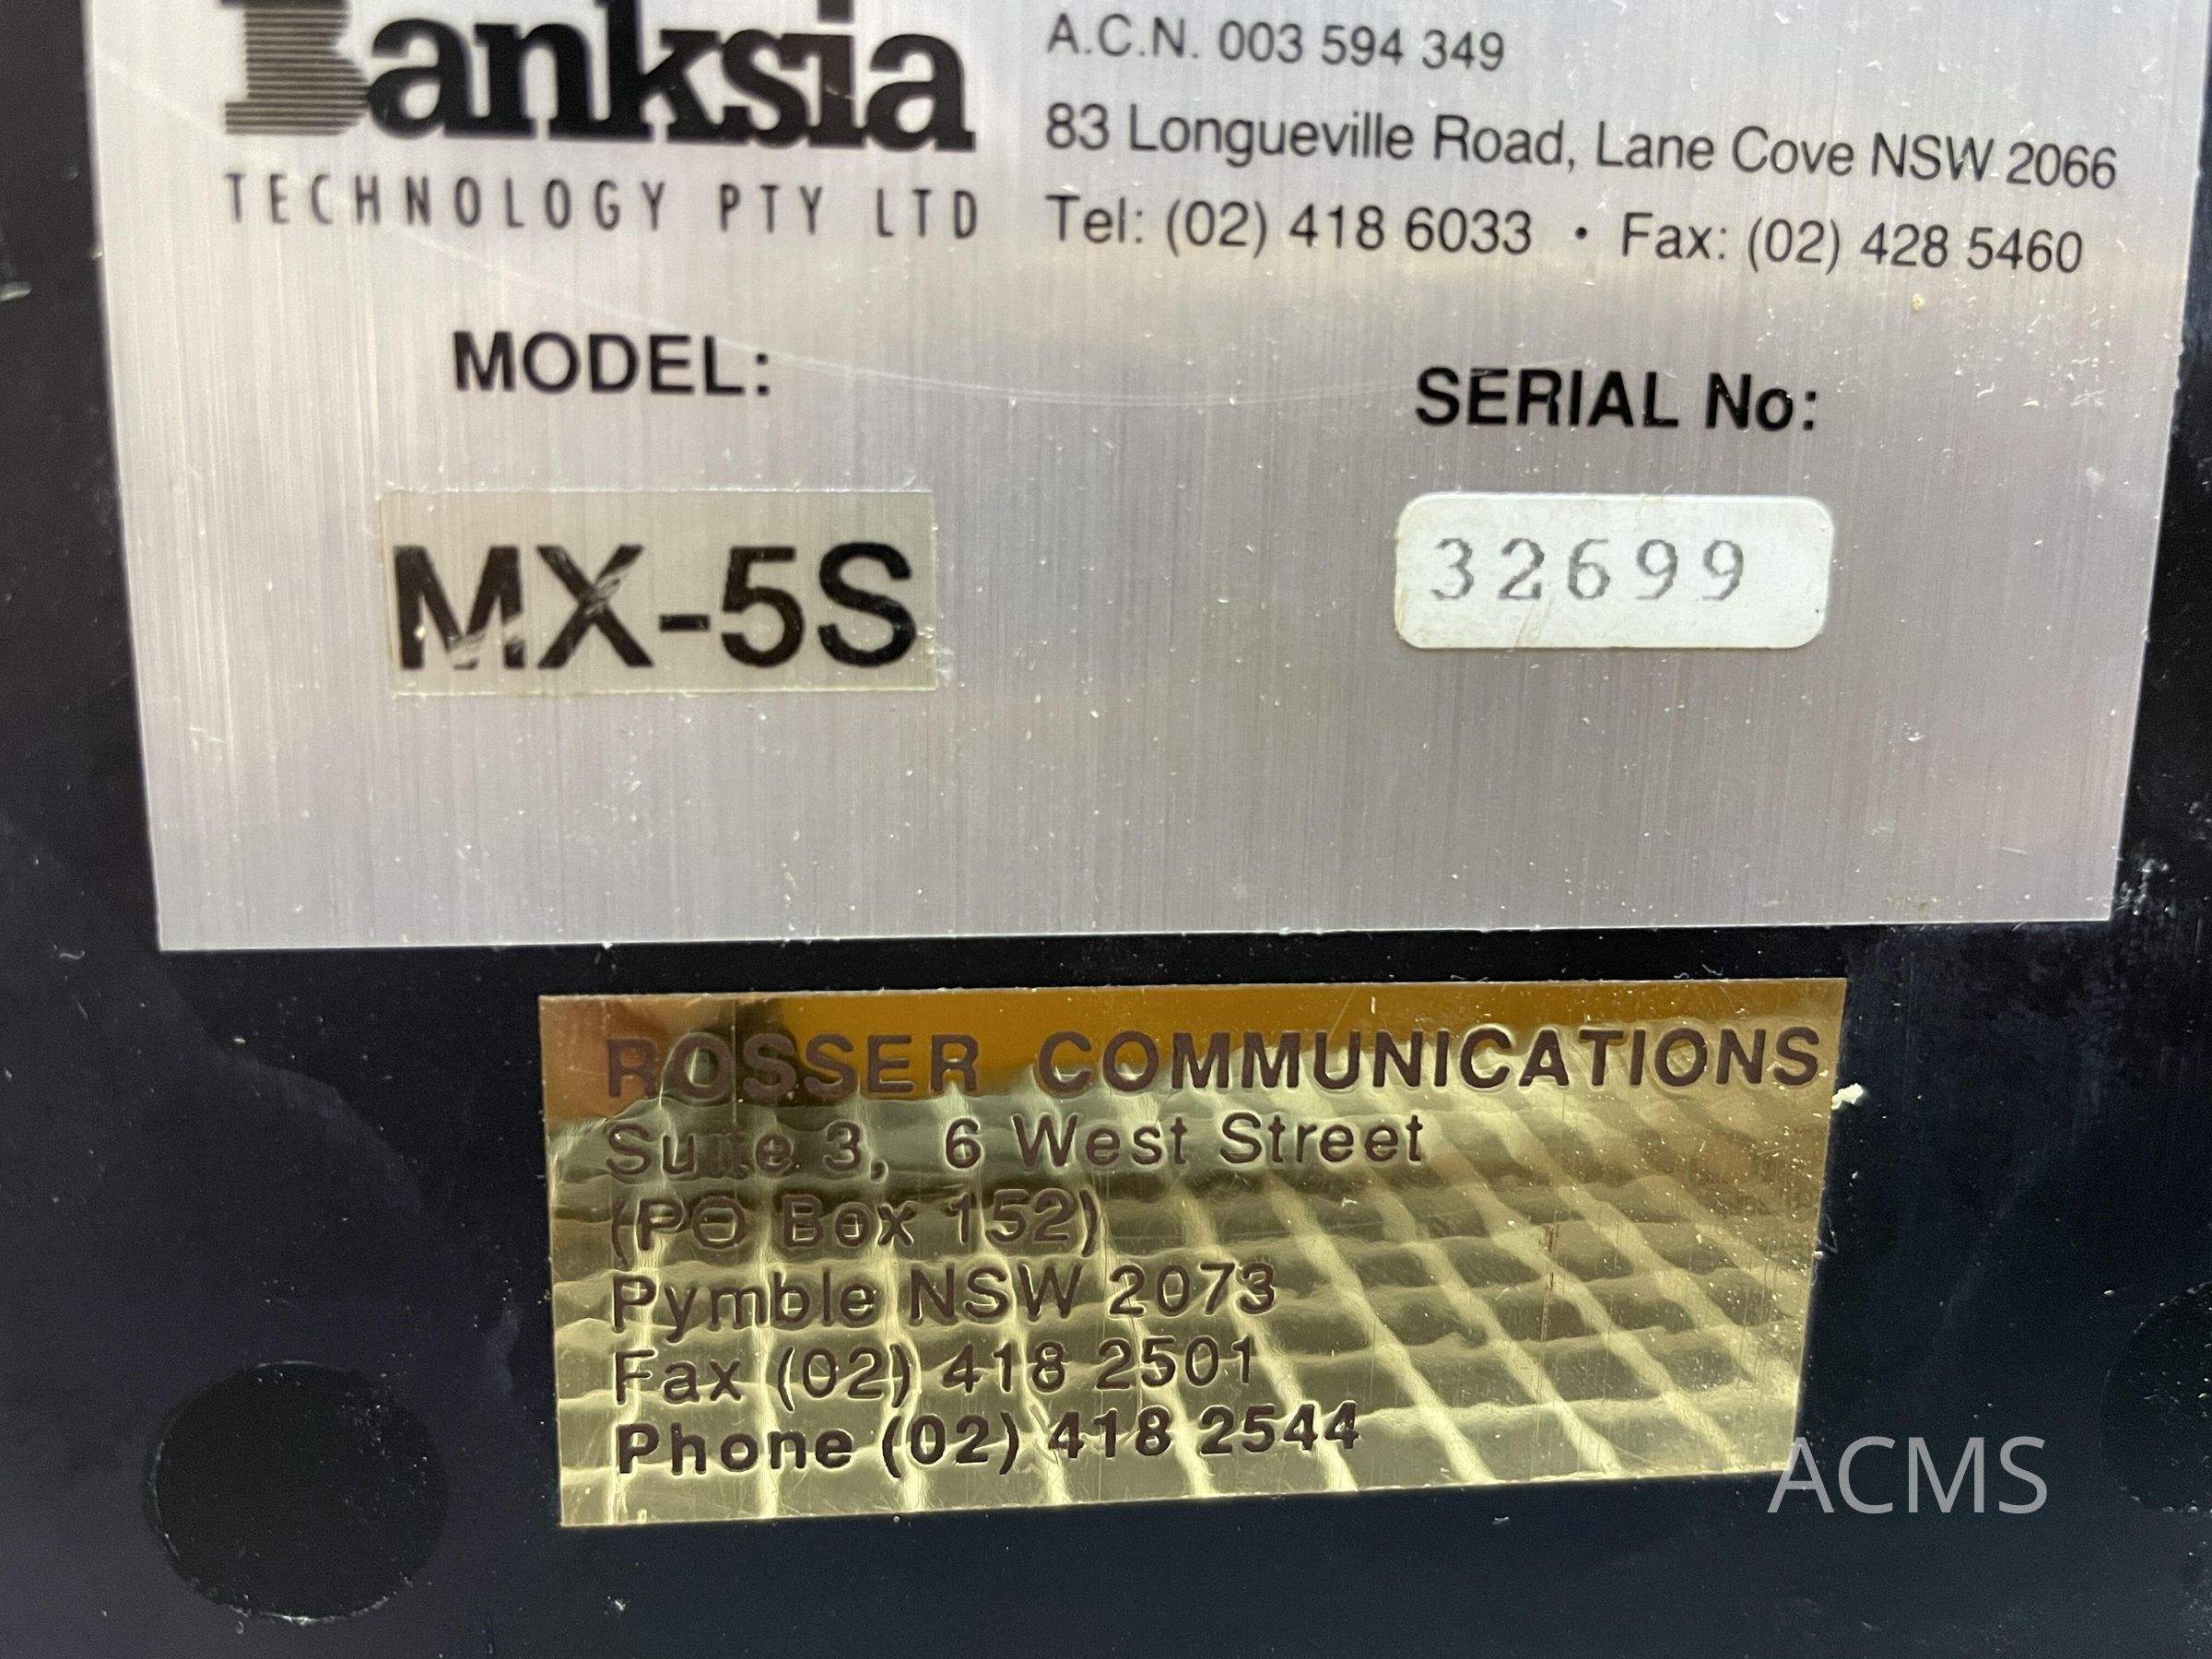 Banksia
TECHNOLOGY PTY LTD
A.C.N. 003 594 349
83 Longueville Road, Lane Cove NSW 2066
Tel: (02) 418 6033 • Fax: (02) 428 5460
MODEL:
MX-5S
SERIAL No:
32699
ROSSER COMMUNICATIONS
Suite 3, 6 West Street
(PO Box 152)
Pymble NSW 2073
Fax (02) 418 2501
Phone (02) 418 2544
ACMS